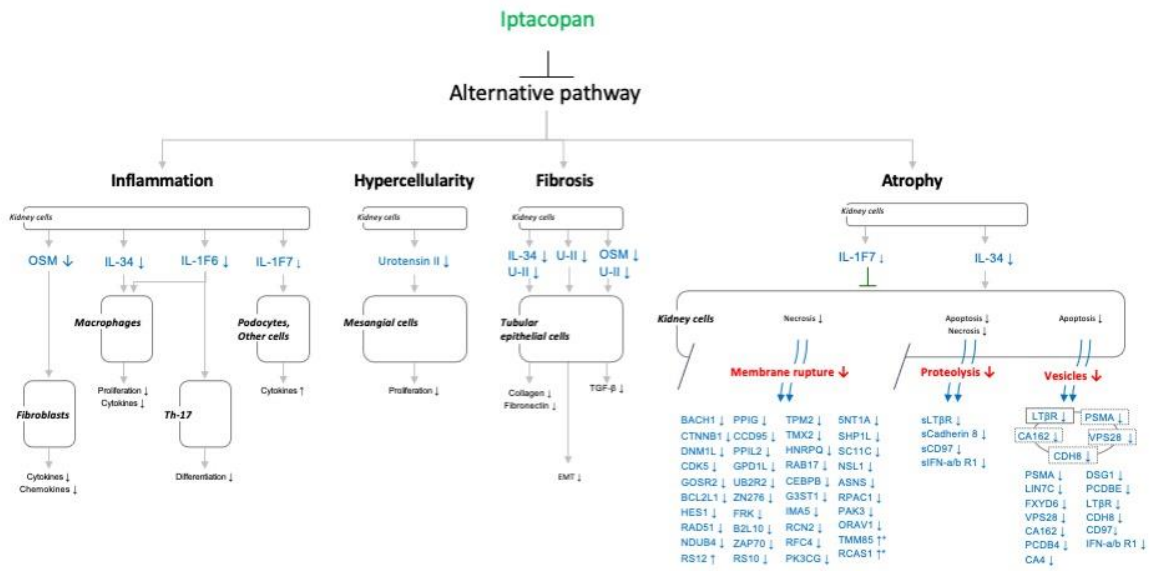 Iptacopan
Alternative pathway
Inflammation
Hypercellularity
Fibrosis
Atrophy
Kidney cells
Kidney cells
Kidney cells
Kidney cells
OSM ↓
IL-34 ↓
IL-1F6 ↓
IL-1F7 ↓
Urotensin II ↓
IL-34 ↓
U-II ↓
U-II ↓
OSM ↓
U-II ↓
IL-1F7 ↓
IL-34 ↓
Macrophages
Podocytes,
Other cells
Mesangial cells
Tubular
epithelial cells
Kidney cells
Necrosis ↓
Apoptosis ↓
Necrosis ↓
Apoptosis ↓
Proliferation ↓
Cytokines ↓
Cytokines ↑
Proliferation ↓
Collagen ↓
Fibronectin ↓
TGF-β ↓
Fibroblasts
Th-17
Cytokines ↓
Chemokines ↓
Differentiation ↓
EMT ↓
Membrane rupture ↓
Proteolysis ↓
Vesicles ↓
BACH1 ↓
CTNNB1 ↓
DNM1L ↓
CDK5 ↓
GOSR2 ↓
BCL2L1 ↓
HES1 ↓
RAD51 ↓
NDUB4 ↓
RS12 ↑
PPIG ↓
CCD95 ↓
PPIL2 ↓
GPD1L ↓
UB2R2 ↓
ZN276 ↓
FRK ↓
B2L10 ↓
ZAP70 ↓
RS10 ↓
TPM2 ↓
TMX2 ↓
HNRPQ ↓
RAB17 ↓
CEBPB ↓
G3ST1 ↓
IMA5 ↓
RCN2 ↓
RFC4 ↓
PK3CG ↓
5NT1A ↓
SHP1L ↓
SC11C ↓
NSL1 ↓
ASNS ↓
RPAC1 ↓
PAK3 ↓
ORAV1 ↓
TMM85 ↑*
RCAS1 ↑*
sLTβR ↓
sCadherin 8 ↓
sCD97 ↓
sIFN-a/b R1 ↓
LTβR ↓
PSMA ↓
CA162 ↓
VPS28 ↓
CDH8 ↓
PSMA ↓
LIN7C ↓
FXYD6 ↓
VPS28 ↓
CA162 ↓
PCDB4 ↓
CA4 ↓
DSG1 ↓
PCDBE ↓
LTβR ↓
CDH8 ↓
CD97 ↓
IFN-a/b R1 ↓